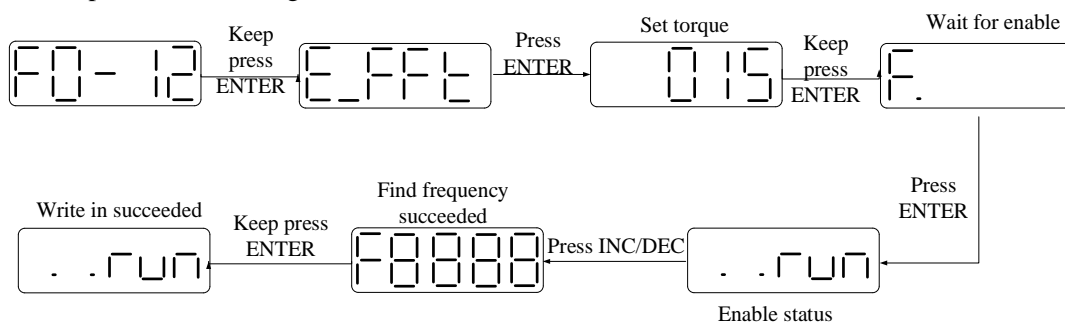 F0-12
Keep
press
ENTER
E_FFt
Press
ENTER
Set torque
015
Keep
press
ENTER
Wait for enable
F.
Press
ENTER
. . run
Enable status
Press INC/DEC
Find frequency
succeeded
F8888
Keep press
ENTER
Write in succeeded
. . run